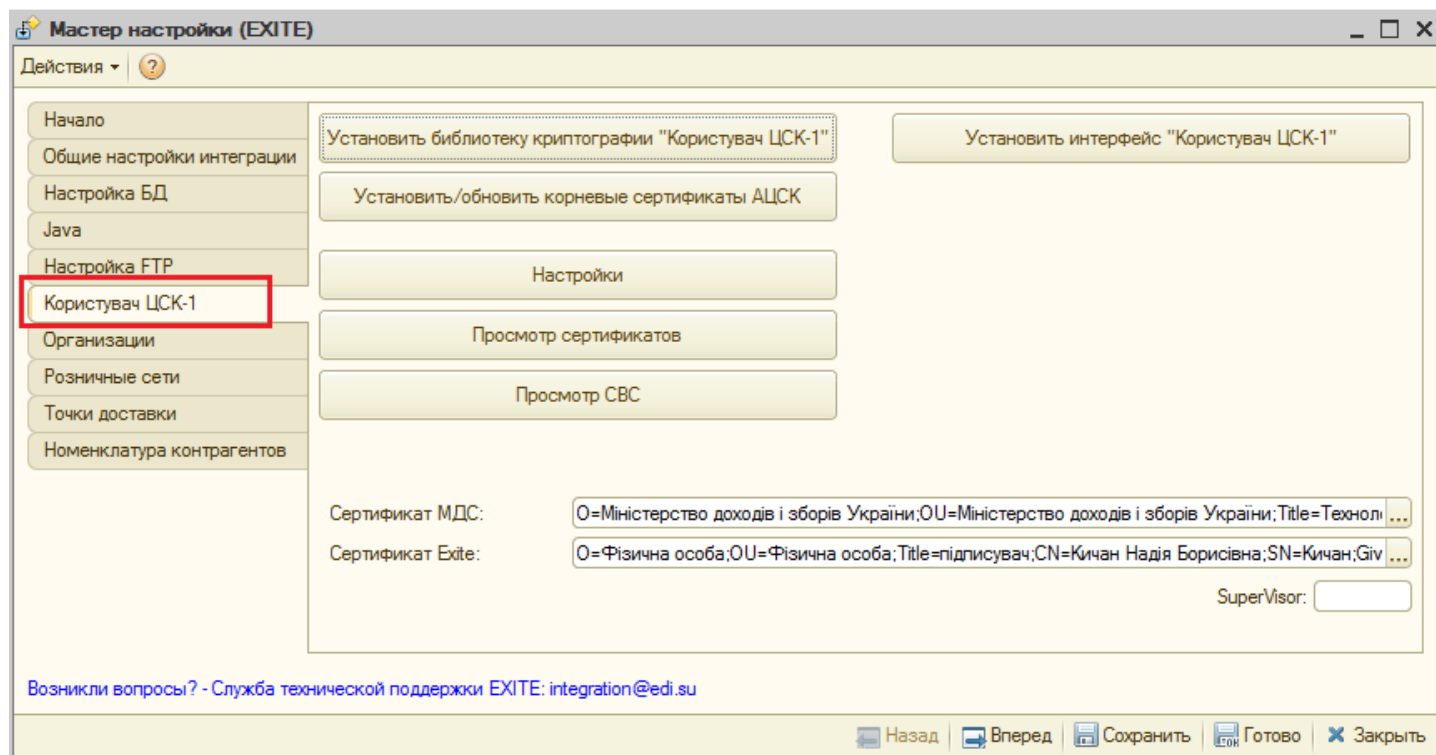 Мастер настройки (EXITE)
Действия
Начало
Общие настройки интеграции
Настройка БД
Java
Настройка FTP
Користувач ЦСК-1
Организации
Розничные сети
Точки доставки
Номенклатура контрагентов
Установить библиотеку криптографии "Користувач ЦСК-1"
Установить интерфейс "Користувач ЦСК-1"
Установить/обновить корневые сертификаты АЦСК
Настройки
Просмотр сертификатов
Просмотр СВС
Сертификат МДС: О=Міністерство доходів і зборів України;OU=Міністерство доходів і зборів України;Title=Технол ...
Сертификат Exite: О=Фізична особа;OU=Фізична особа;Title=підписувач;CN=Кичан Надія Борисівна;SN=Кичан;Giv ...
SuperVisor:
Возникли вопросы? - Служба технической поддержки EXITE: integration@edi.su
Назад Вперед Сохранить Готово Закрыть